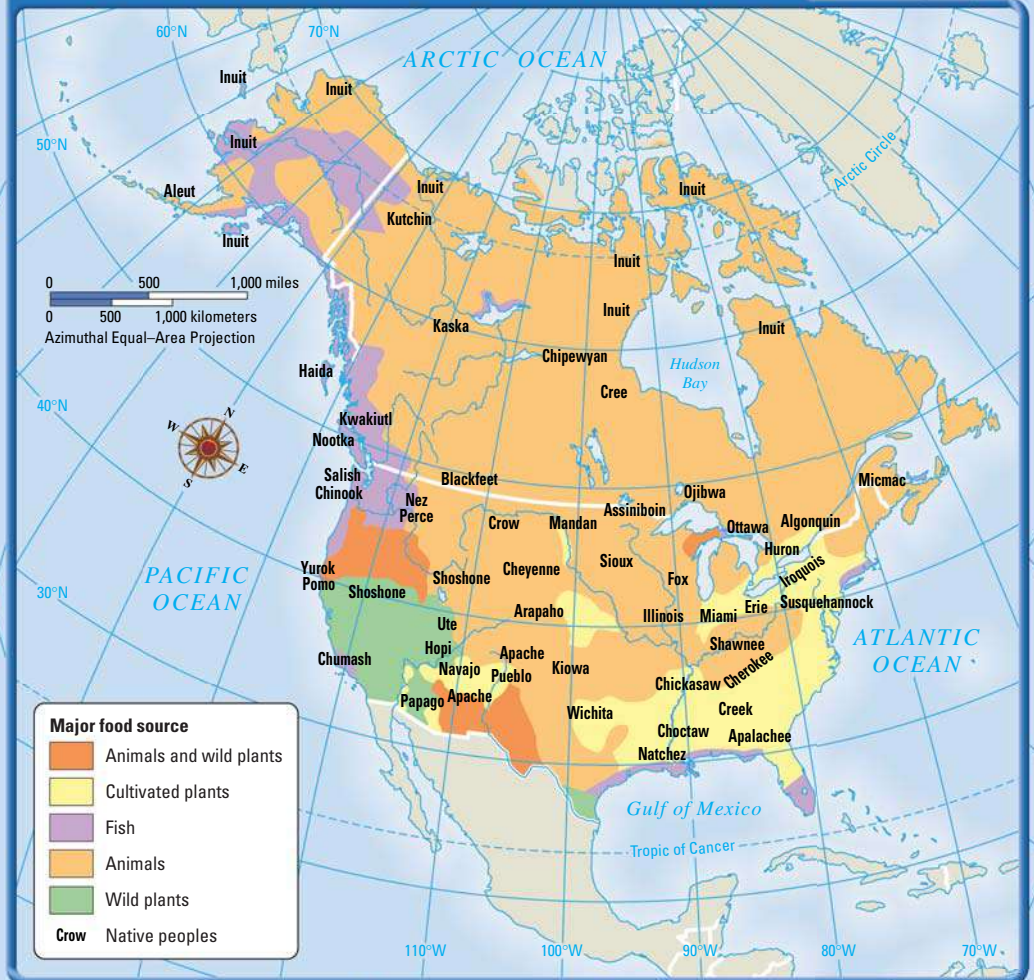 60°N
70°N
ARCTIC OCEAN
Inuit
Inuit
50°N
Inuit
Arctic Circle
Aleut
Inuit
Inuit
Kutchin
Inuit
Inuit
0 500 1,000 miles
0 500 1,000 kilometers
Azimuthal Equal–Area Projection
Inuit
Kaska
Inuit
Chipewyan
Hudson
Bay
Haida
Cree
40°N
N
W
E
S
Kwakiutl
Nootka
Salish
Chinook
Blackfeet
Nez
Perce
Micmac
Ojibwa
Assiniboin
Crow
Mandan
Ottawa
Algonquin
Huron
Sioux
Iroquois
Yurok
Pomo
PACIFIC
OCEAN
Shoshone
Shoshone
Cheyenne
Fox
30°N
Arapaho
Illinois
Miami
Erie
Susquehannock
Ute
ATLANTIC
OCEAN
Hopi
Shawnee
Chumash
Navajo
Apache
Pueblo
Kiowa
Cherokee
Chickasaw
Papago
Apache
Wichita
Creek
Choctaw
Apalachee
Natchez
Major food source
Animals and wild plants
Cultivated plants
Fish
Animals
Wild plants
Crow Native peoples
Gulf of Mexico
Tropic of Cancer
110°W
100°W
90°W
80°W
70°W